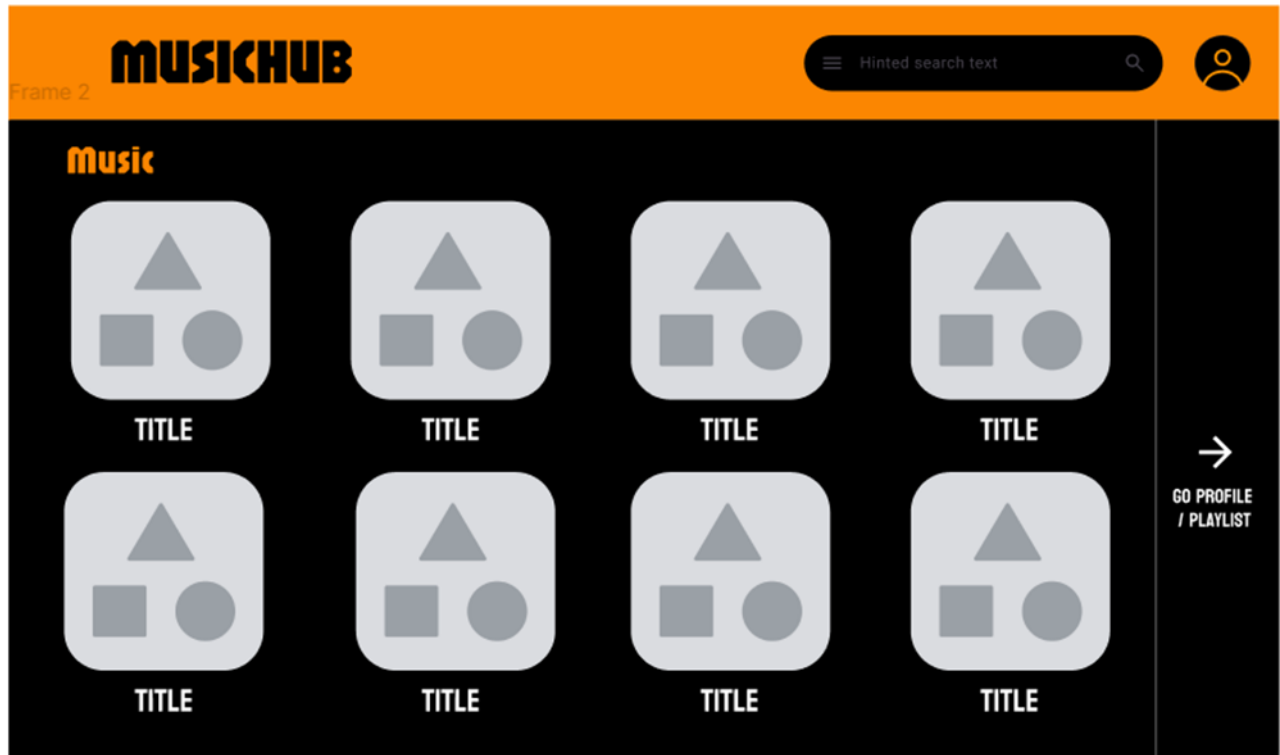 MUSICHUB
Hinted search text
Frame 2
Music
TITLE
TITLE
TITLE
TITLE
GO PROFILE
/ PLAYLIST
TITLE
TITLE
TITLE
TITLE